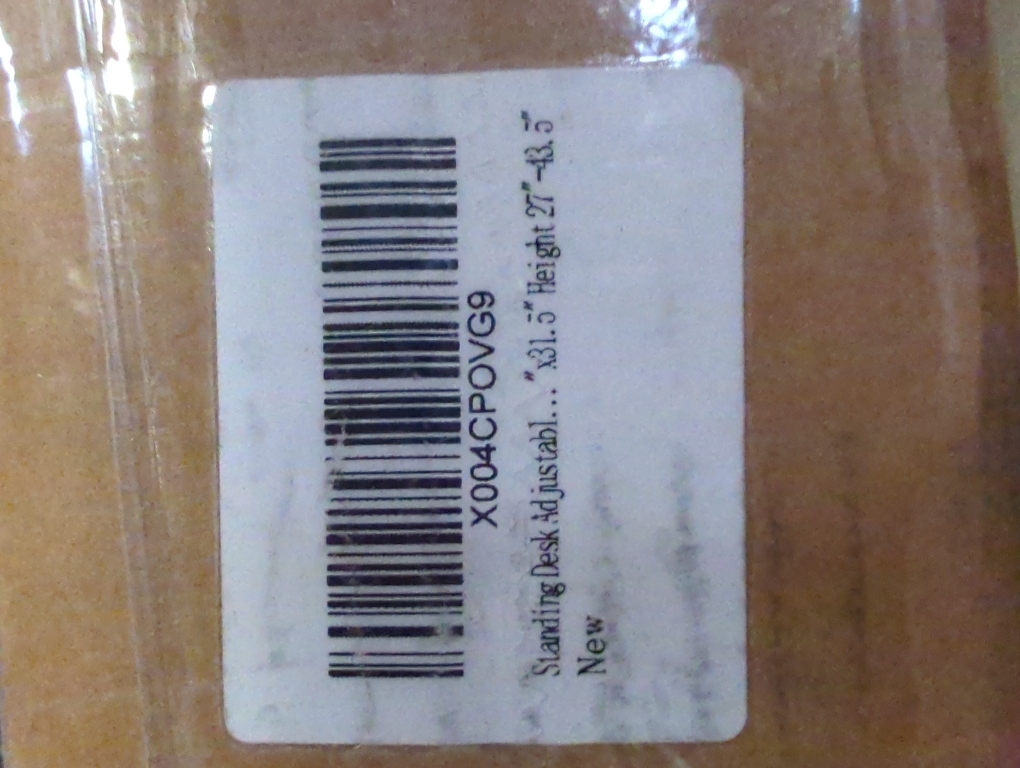 X004CPOVG9
Standing Desk Adjustabl..."x31.5" Height 27"-43.5"
New